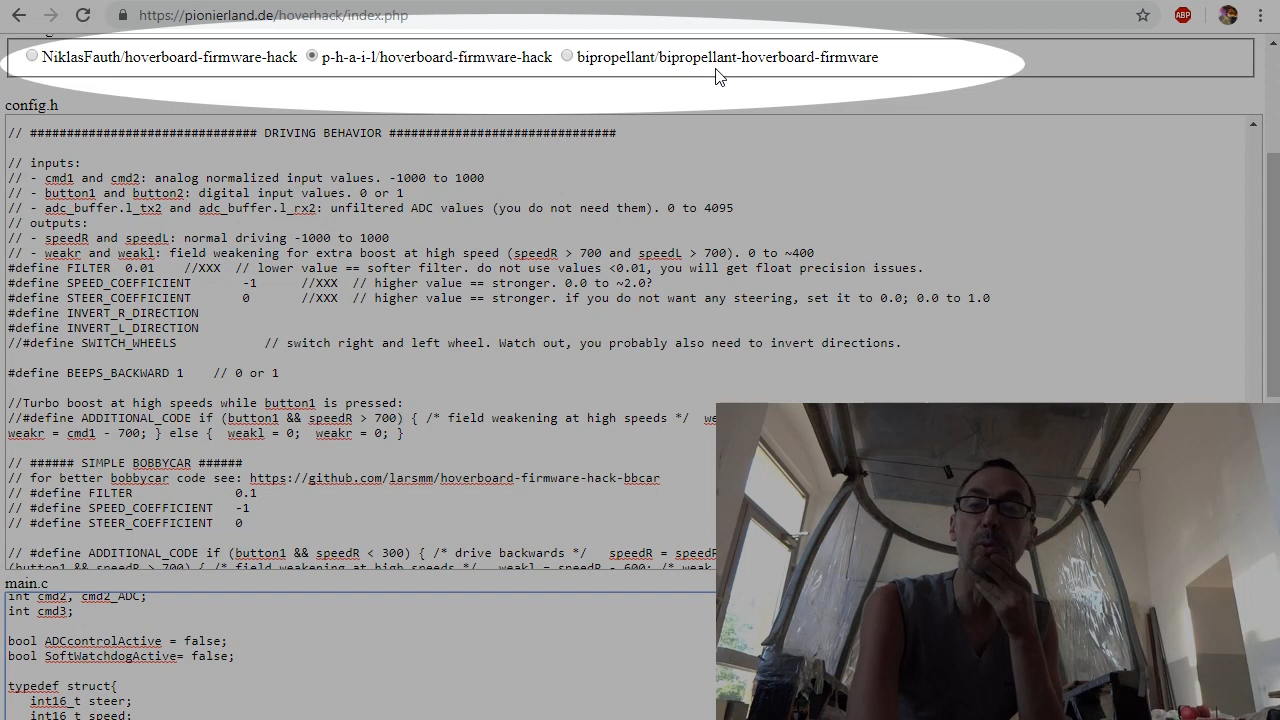 https://pionierland.de/hoverhack/index.php
ABP
NiklasFauth/hoverboard-firmware-hack p-h-a-i-l/hoverboard-firmware-hack bipropellant/bipropellant-hoverboard-firmware
config.h
// ############################## DRIVING BEHAVIOR ##############################
// inputs:
// - cmd1 and cmd2: analog normalized input values. -1000 to 1000
// - button1 and button2: digital input values. 0 or 1
// - adc_buffer.l_tx2 and adc_buffer.l_rx2: unfiltered ADC values (you do not need them). 0 to 4095
// outputs:
// - speedR and speedL: normal driving -1000 to 1000
// - weakr and weakl: field weakening for extra boost at high speed (speedR > 700 and speedL > 700). 0 to ~400
#define FILTER 0.01 //XXX // lower value == softer filter. do not use values <0.01, you will get float precision issues.
#define SPEED_COEFFICIENT -1 //XXX // higher value == stronger. 0.0 to ~2.0?
#define STEER_COEFFICIENT 0 //XXX // higher value == stronger. if you do not want any steering, set it to 0.0; 0.0 to 1.0
#define INVERT_R_DIRECTION
#define INVERT_L_DIRECTION
//#define SWITCH_WHEELS // switch right and left wheel. Watch out, you probably also need to invert directions.
#define BEEPS_BACKWARD 1 // 0 or 1
//Turbo boost at high speeds while button1 is pressed:
//#define ADDITIONAL_CODE if (button1 && speedR > 700) { /* field weakening at high speeds */ we
weakr = cmd1 - 700; } else { weakl = 0; weakr = 0; }
// ###### SIMPLE BOBBYCAR ######
// for better bobbycar code see: https://github.com/larsmm/hoverboard-firmware-hack-bbcar
// #define FILTER 0.1
// #define SPEED_COEFFICIENT -1
// #define STEER_COEFFICIENT 0
// #define ADDITIONAL_CODE if (button1 && speedR < 300) { /* drive backwards */ speedR = speedR
(button1 && speedR > 700) { /* field weakening at high speeds */ weakl = speedR - 600; /* weak
main.c
int cmd2, cmd2_ADC;
int cmd3;
bool ADCcontrolActive = false;
bool SoftWatchdogActive= false;
typedef struct{
int16_t steer;
int16_t speed;